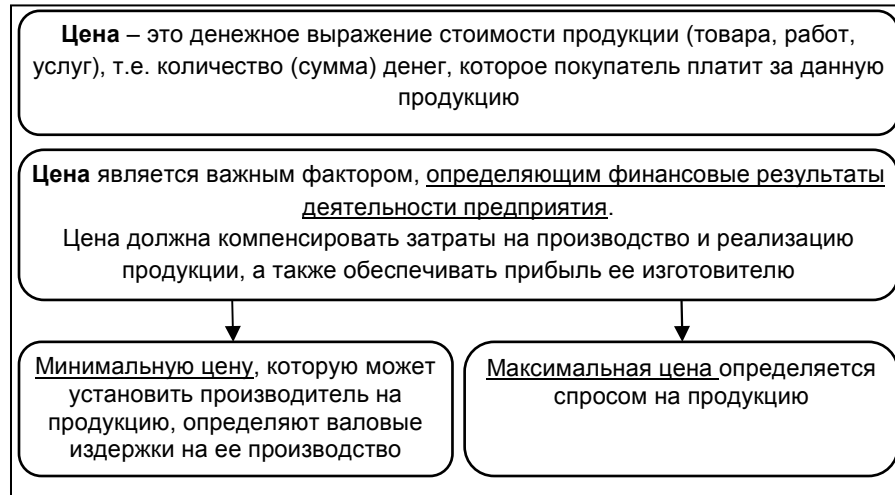 Цена – это денежное выражение стоимости продукции (товара, работ,
услуг), т.е. количество (сумма) денег, которое покупатель платит за данную
продукцию
Цена является важным фактором, определяющим финансовые результаты
деятельности предприятия.
Цена должна компенсировать затраты на производство и реализацию
продукции, а также обеспечивать прибыль ее изготовителю
Минимальную цену, которую может
установить производитель на
продукцию, определяют валовые
издержки на ее производство
Максимальная цена определяется
спросом на продукцию